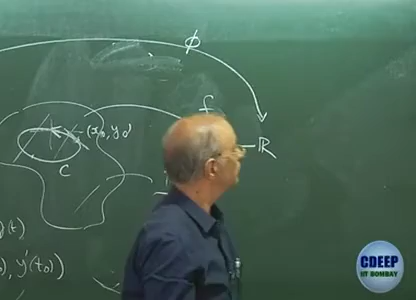 ϕ
f
(x₀, y₀)
ℝ
C
(t)
, y'(t₀))
CDEEP
IIT BOMBAY